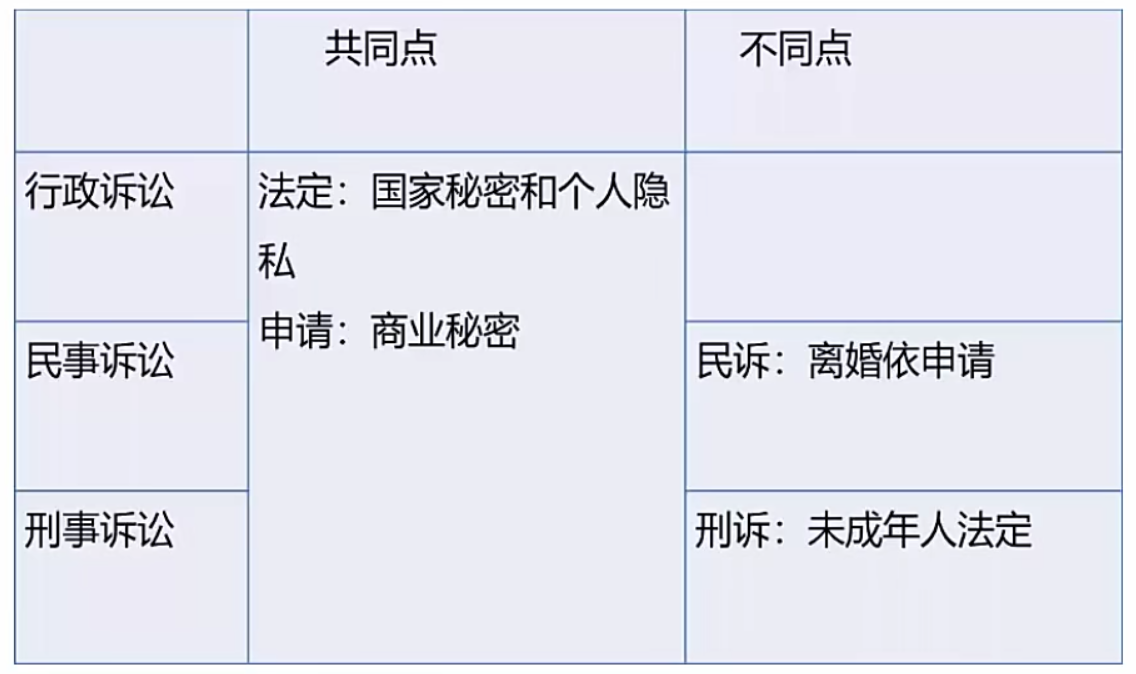 共同点
不同点
行政诉讼
法定：国家秘密和个人隐
私
申请：商业秘密
民事诉讼
民诉：离婚依申请
刑事诉讼
刑诉：未成年人法定